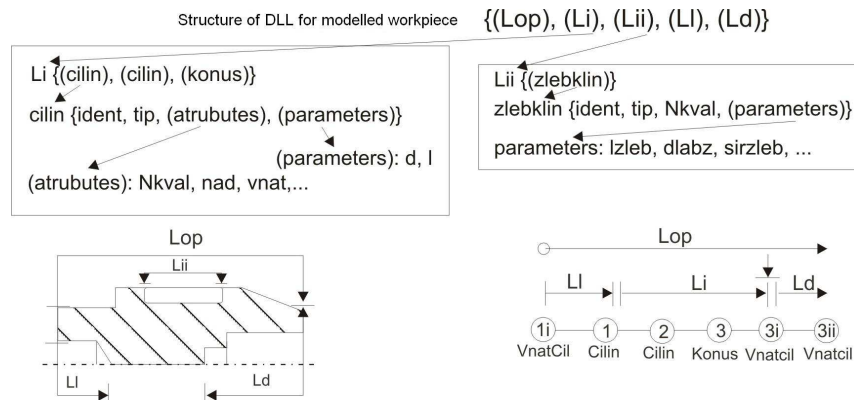 Structure of DLL for modelled workpiece {(Lop), (Li), (Lii), (Ll), (Ld)}
Li {(cilin), (cilin), (konus)}
cilin {ident, tip, (atrubutes), (parameters)}
(parameters): d, l
(atrubutes): Nkval, nad, vnat,...
Lii {(zlebklin)}
zlebklin {ident, tip, Nkval, (parameters)}
parameters: lzleb, dlabz, sirzleb, ...
Lop
Lii
Ll
Ld
Lop
Ll
Li
Ld
1i 1 2 3 3i 3ii
VnatCil Cilin Cilin Konus Vnatcil Vnatcil